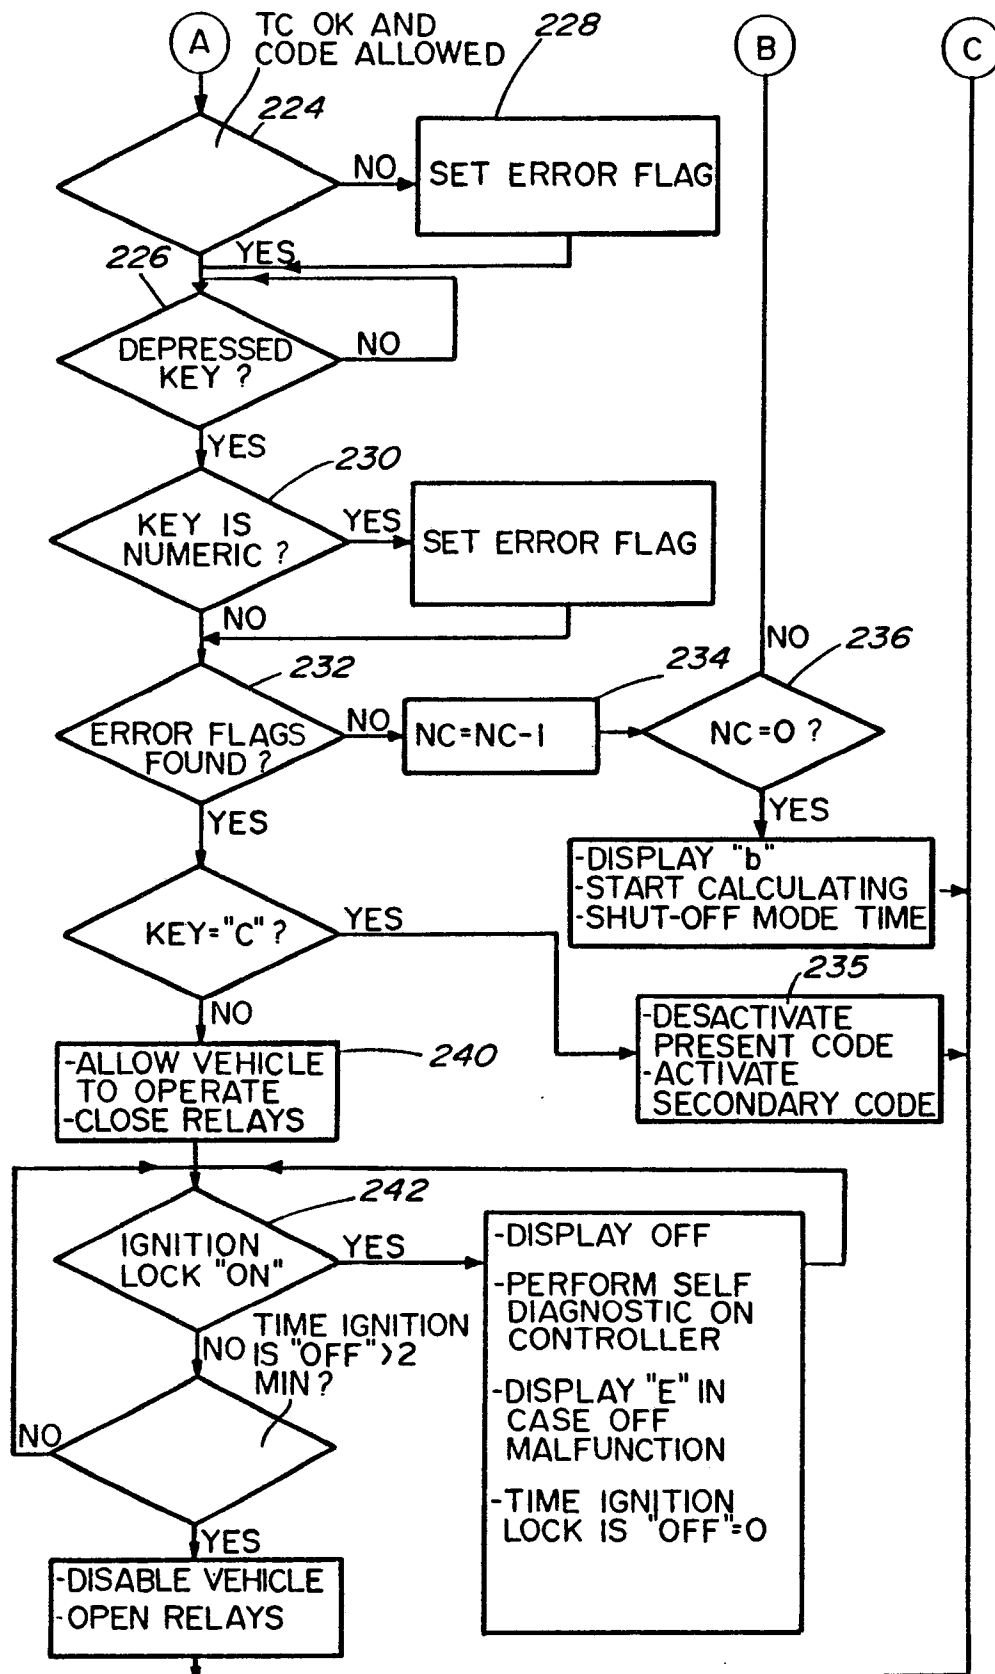 A
TC OK AND
CODE ALLOWED
228
B
C
224
NO
SET ERROR FLAG
YES
226
DEPRESSED
KEY ?
NO
YES
230
KEY IS
NUMERIC ?
YES
SET ERROR FLAG
NO
232
ERROR FLAGS
FOUND ?
NO
234
NC=NC-1
NO
236
NC=0 ?
YES
YES
-DISPLAY "b"
-START CALCULATING
-SHUT-OFF MODE TIME
KEY="C" ?
YES
235
-DESACTIVATE
PRESENT CODE
-ACTIVATE
SECONDARY CODE
NO
-ALLOW VEHICLE
TO OPERATE
-CLOSE RELAYS
240
242
IGNITION
LOCK "ON"
YES
-DISPLAY OFF
-PERFORM SELF
DIAGNOSTIC ON
CONTROLLER
-DISPLAY "E" IN
CASE OFF
MALFUNCTION
-TIME IGNITION
LOCK IS "OFF"=0
NO
TIME IGNITION
IS "OFF">2
MIN ?
NO
YES
-DISABLE VEHICLE
-OPEN RELAYS